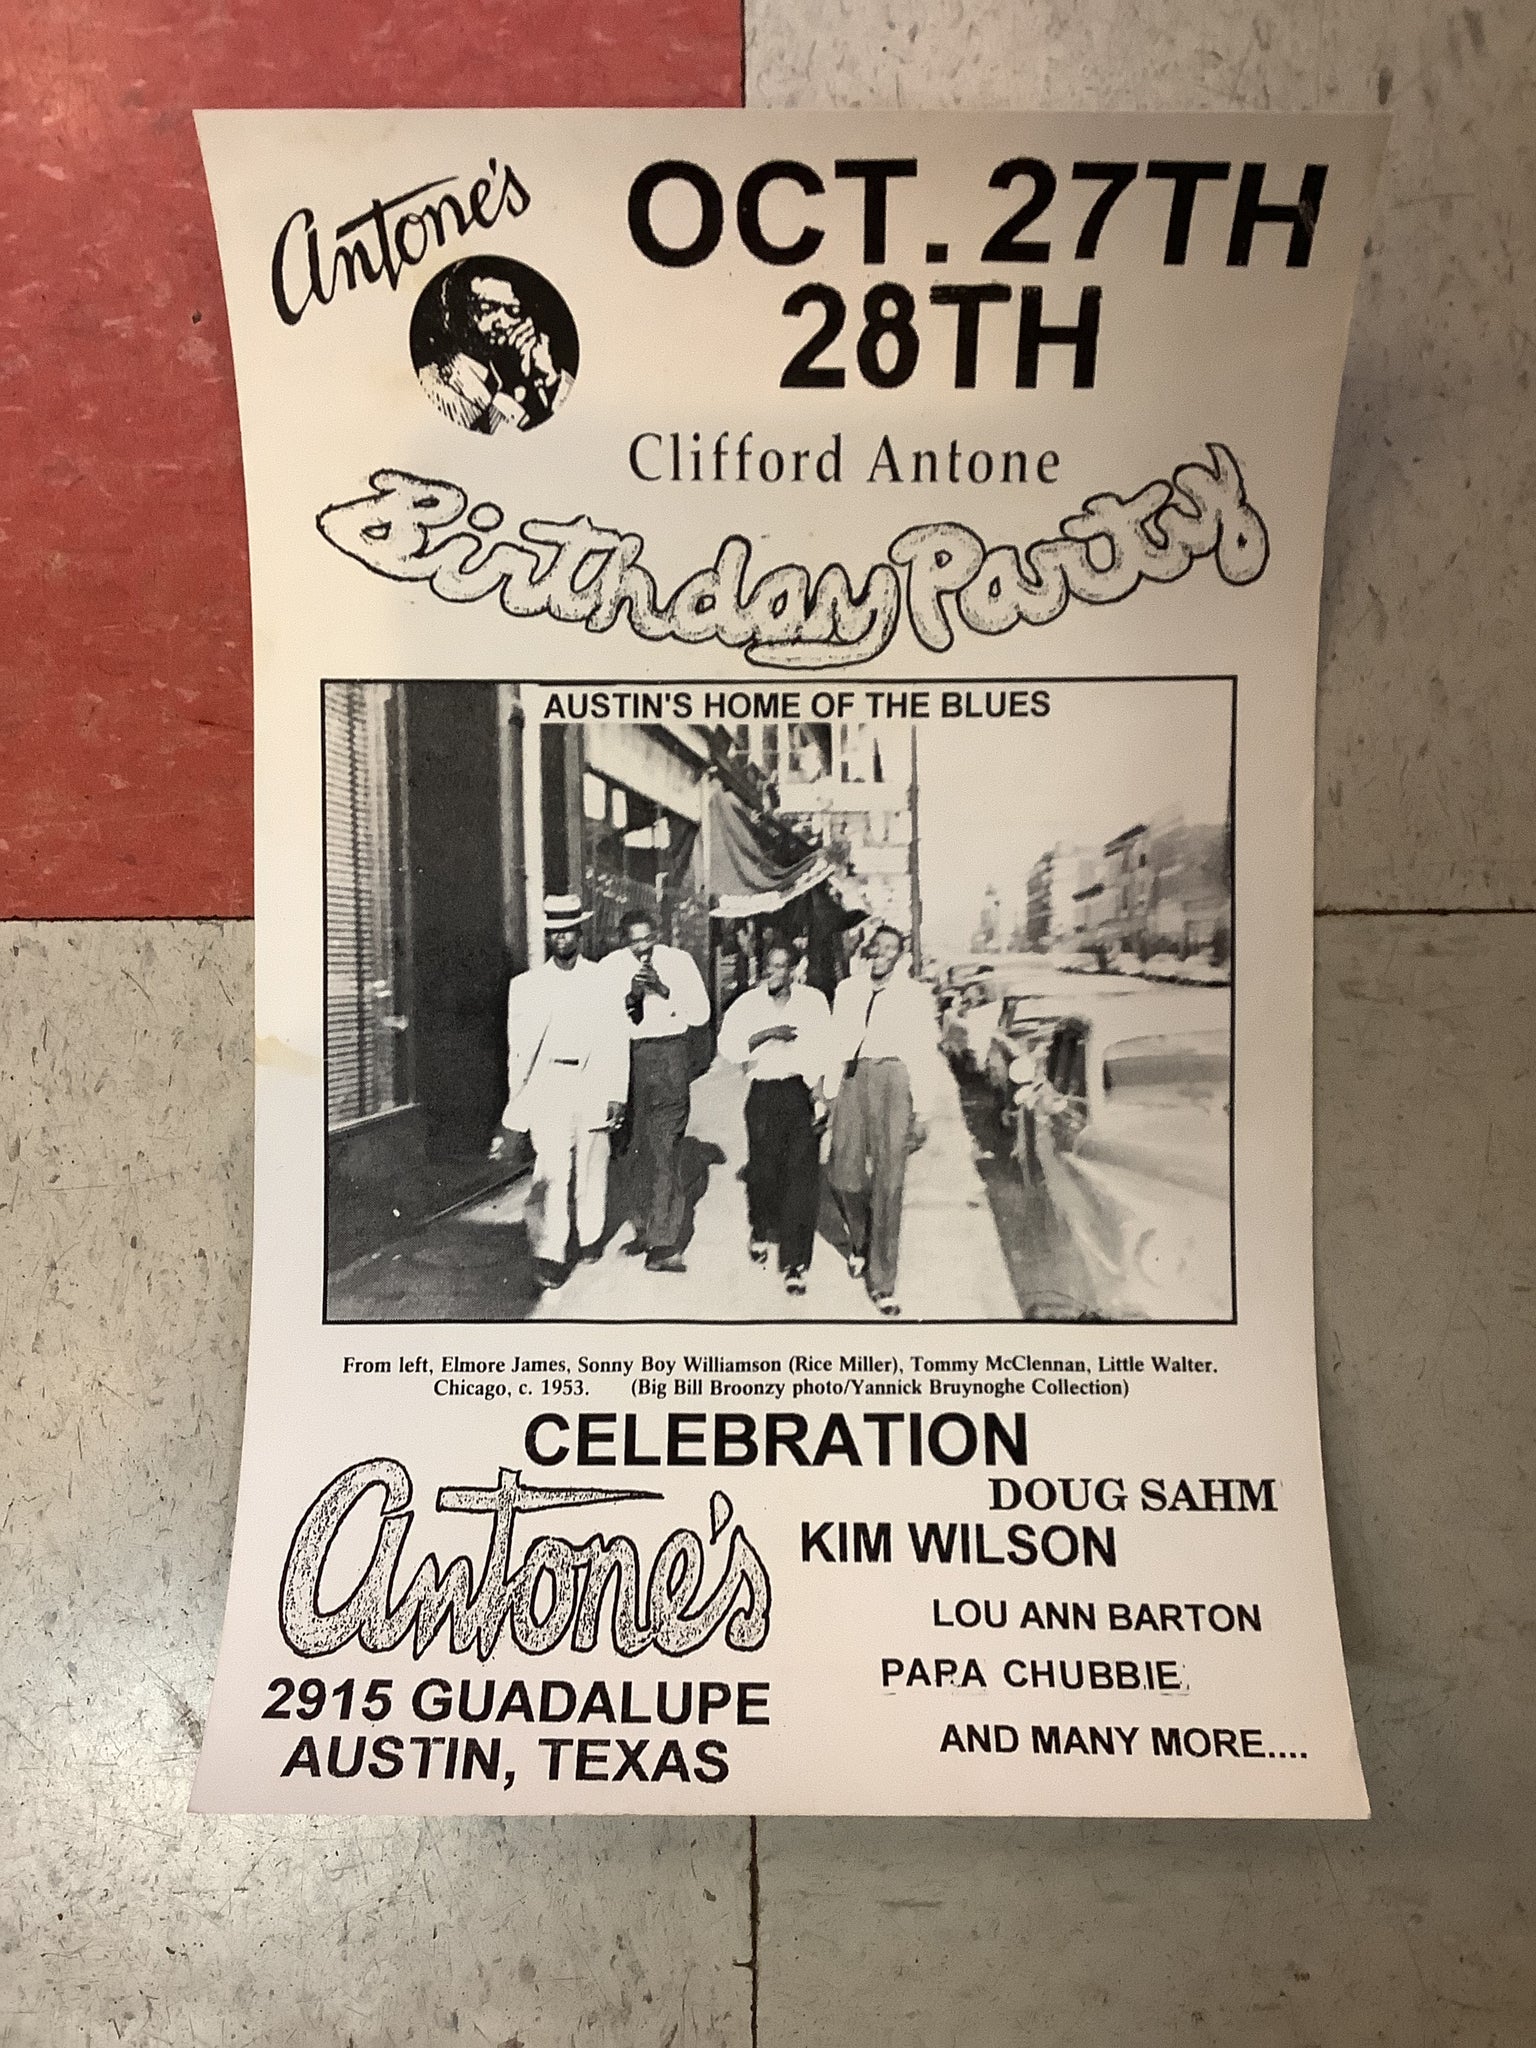 Antone's
OCT. 27TH
28TH
Clifford Antone
Birthday Party
AUSTIN'S HOME OF THE BLUES
From left, Elmore James, Sonny Boy Williamson (Rice Miller), Tommy McClennan, Little Walter.
Chicago, c. 1953. (Big Bill Broonzy photo/Yannick Bruynoghe Collection)
CELEBRATION
Antone's
2915 GUADALUPE
AUSTIN, TEXAS
DOUG SAHM
KIM WILSON
LOU ANN BARTON
PAPA CHUBBIE
AND MANY MORE....